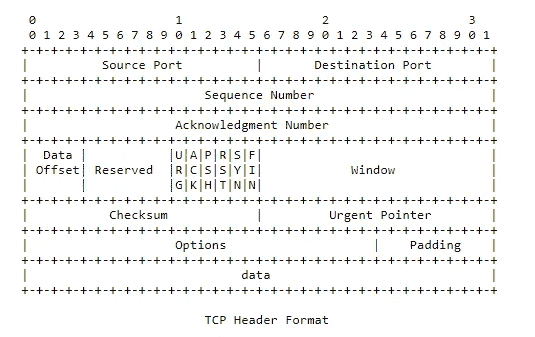 0                   1                   2                   3
0 1 2 3 4 5 6 7 8 9 0 1 2 3 4 5 6 7 8 9 0 1 2 3 4 5 6 7 8 9 0 1
+-+-+-+-+-+-+-+-+-+-+-+-+-+-+-+-+-+-+-+-+-+-+-+-+-+-+-+-+-+-+-+-+
|          Source Port          |       Destination Port        |
+-+-+-+-+-+-+-+-+-+-+-+-+-+-+-+-+-+-+-+-+-+-+-+-+-+-+-+-+-+-+-+-+
|                        Sequence Number                        |
+-+-+-+-+-+-+-+-+-+-+-+-+-+-+-+-+-+-+-+-+-+-+-+-+-+-+-+-+-+-+-+-+
|                    Acknowledgment Number                      |
+-+-+-+-+-+-+-+-+-+-+-+-+-+-+-+-+-+-+-+-+-+-+-+-+-+-+-+-+-+-+-+-+
|  Data |           |U|A|P|R|S|F|                               |
| Offset| Reserved  |R|C|S|S|Y|I|            Window             |
|       |           |G|K|H|T|N|N|                               |
+-+-+-+-+-+-+-+-+-+-+-+-+-+-+-+-+-+-+-+-+-+-+-+-+-+-+-+-+-+-+-+-+
|           Checksum            |         Urgent Pointer        |
+-+-+-+-+-+-+-+-+-+-+-+-+-+-+-+-+-+-+-+-+-+-+-+-+-+-+-+-+-+-+-+-+
|                    Options                    |    Padding    |
+-+-+-+-+-+-+-+-+-+-+-+-+-+-+-+-+-+-+-+-+-+-+-+-+-+-+-+-+-+-+-+-+
|                             data                              |
+-+-+-+-+-+-+-+-+-+-+-+-+-+-+-+-+-+-+-+-+-+-+-+-+-+-+-+-+-+-+-+-+
TCP Header Format